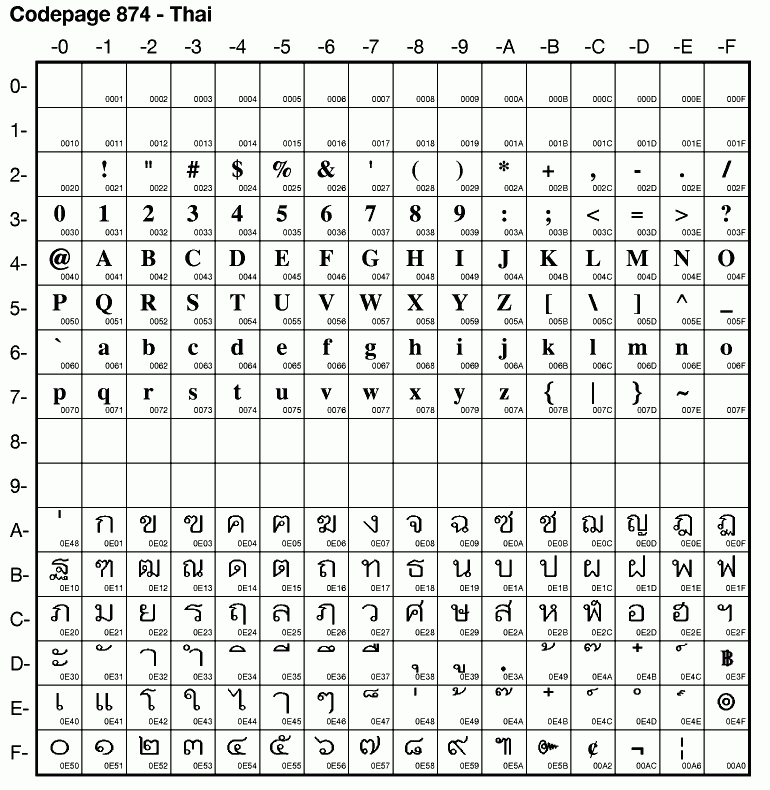 Codepage 874 - Thai
-0 -1 -2 -3 -4 -5 -6 -7 -8 -9 -A -B -C -D -E -F
0-
0001 0002 0003 0004 0005 0006 0007 0008 0009 000A 000B 000C 000D 000E 000F
1-
0010 0011 0012 0013 0014 0015 0016 0017 0018 0019 001A 001B 001C 001D 001E 001F
2- ! " # $ % & ' ( ) * + , - . /
0020 0021 0022 0023 0024 0025 0026 0027 0028 0029 002A 002B 002C 002D 002E 002F
3- 0 1 2 3 4 5 6 7 8 9 : ; < = > ?
0030 0031 0032 0033 0034 0035 0036 0037 0038 0039 003A 003B 003C 003D 003E 003F
4- @ A B C D E F G H I J K L M N O
0040 0041 0042 0043 0044 0045 0046 0047 0048 0049 004A 004B 004C 004D 004E 004F
5- P Q R S T U V W X Y Z [ \ ] ^ _
0050 0051 0052 0053 0054 0055 0056 0057 0058 0059 005A 005B 005C 005D 005E 005F
6- ` a b c d e f g h i j k l m n o
0060 0061 0062 0063 0064 0065 0066 0067 0068 0069 006A 006B 006C 006D 006E 006F
7- p q r s t u v w x y z { | } ~
0070 0071 0072 0073 0074 0075 0076 0077 0078 0079 007A 007B 007C 007D 007E 007F
8-
9-
A- ่ ก ข ฃ ค ฅ ฆ ง จ ฉ ช ซ ฌ ญ ฎ ฏ
0E48 0E01 0E02 0E03 0E04 0E05 0E06 0E07 0E08 0E09 0E0A 0E0B 0E0C 0E0D 0E0E 0E0F
B- ฐ ฑ ฒ ณ ด ต ถ ท ธ น บ ป ผ ฝ พ ฟ
0E10 0E11 0E12 0E13 0E14 0E15 0E16 0E17 0E18 0E19 0E1A 0E1B 0E1C 0E1D 0E1E 0E1F
C- ภ ม ย ร ฤ ล ฦ ว ศ ษ ส ห ฬ อ ฮ ฯ
0E20 0E21 0E22 0E23 0E24 0E25 0E26 0E27 0E28 0E29 0E2A 0E2B 0E2C 0E2D 0E2E 0E2F
D- ะ ั า ำ ิ ี ึ ื ุ ู ฺ ้ ๊ ๋ ์ ฿
0E30 0E31 0E32 0E33 0E34 0E35 0E36 0E37 0E38 0E39 0E3A 0E49 0E4A 0E4B 0E4C 0E3F
E- เ แ โ ใ ไ ๅ ๆ ็ ่ ้ ๊ ๋ ์ ํ ๎ ๏
0E40 0E41 0E42 0E43 0E44 0E45 0E46 0E47 0E48 0E49 0E4A 0E4B 0E4C 0E4D 0E4E 0E4F
F- ๐ ๑ ๒ ๓ ๔ ๕ ๖ ๗ ๘ ๙ ๚ ๛ ¢ ¬ ¦
0E50 0E51 0E52 0E53 0E54 0E55 0E56 0E57 0E58 0E59 0E5A 0E5B 00A2 00AC 00A6 00A0